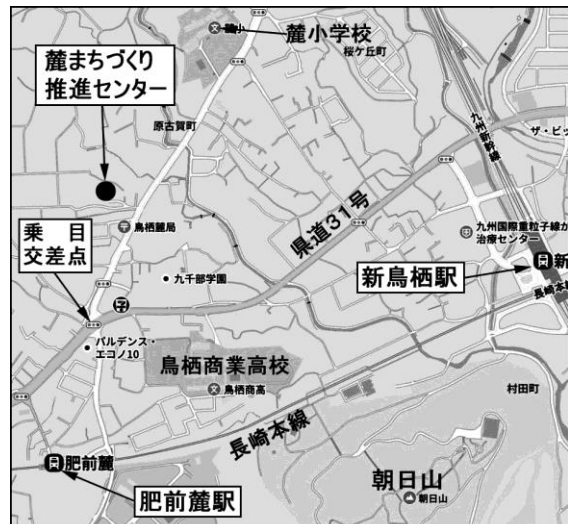 麓小
麓小学校
桜ケ丘町
麓まちづくり
推進センター
原古賀町
九州新幹線
ザ・ビッ
県道31号
鳥栖麓局
九州国際重粒子線が
治療センター
乗目
交差点
九千部学園
新
新鳥栖駅
長崎本
バルデンス・
エコノ10
鳥栖商業高校
鳥栖商高
村田町
長崎本線
肥前麓
朝日山
朝日山
肥前麓駅